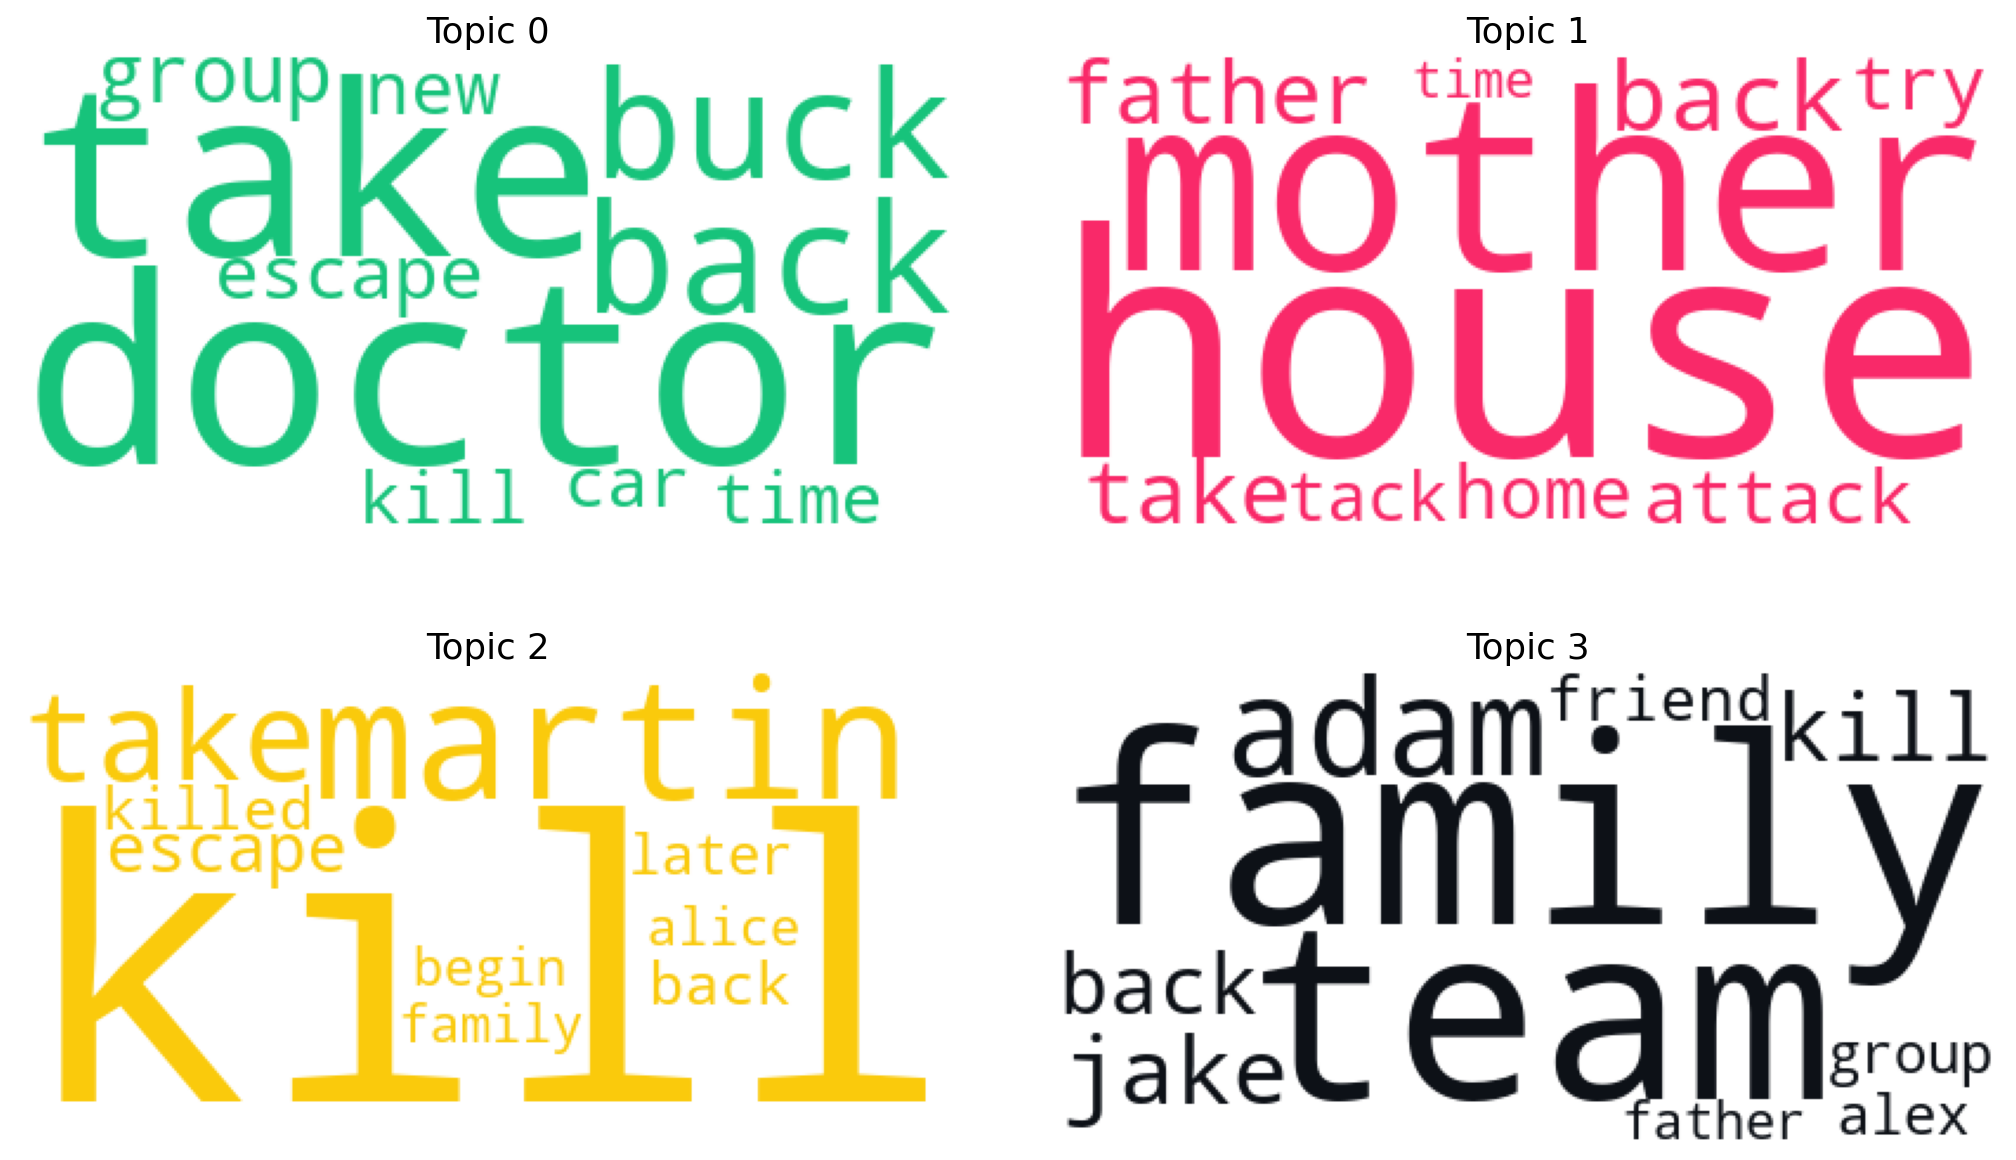 Topic 0
group new
take buck
escape back
doctor
kill car time
Topic 1
father time back try
mother
house
take tack home attack
Topic 2
take martin
killed
escape later
kill
alice
begin back
family
Topic 3
adam friend kill
family
back team
jake group
father alex